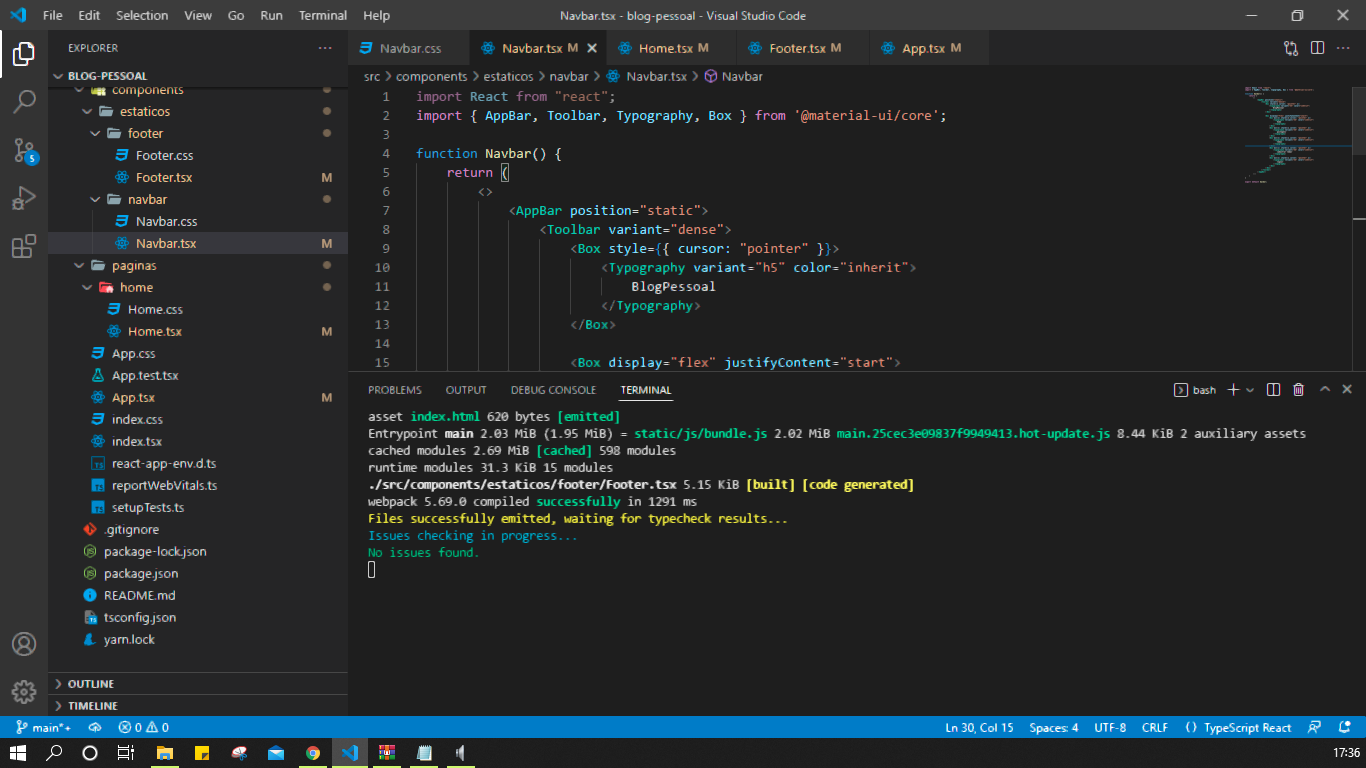 File Edit Selection View Go Run Terminal Help
Navbar.tsx - blog-pessoal - Visual Studio Code
EXPLORER
BLOG-PESSOAL
components
estaticos
footer
Footer.css
Footer.tsx M
navbar
Navbar.css
Navbar.tsx M
paginas
home
Home.css
Home.tsx M
App.css
App.test.tsx
App.tsx M
index.css
index.tsx
react-app-env.d.ts
reportWebVitals.ts
setupTests.ts
.gitignore
package-lock.json
package.json
README.md
tsconfig.json
yarn.lock
OUTLINE
TIMELINE
5
Navbar.css Navbar.tsx M Home.tsx M Footer.tsx M App.tsx M
src > components > estaticos > navbar > Navbar.tsx > Navbar
1 import React from "react";
2 import { AppBar, Toolbar, Typography, Box } from '@material-ui/core';
3
4 function Navbar() {
5 return (
6 <>
7 <AppBar position="static">
8 <Toolbar variant="dense">
9 <Box style={{ cursor: "pointer" }}>
10 <Typography variant="h5" color="inherit">
11 BlogPessoal
12 </Typography>
13 </Box>
14
15 <Box display="flex" justifyContent="start">
PROBLEMS OUTPUT DEBUG CONSOLE TERMINAL
bash
asset index.html 620 bytes [emitted]
Entrypoint main 2.03 MiB (1.95 MiB) = static/js/bundle.js 2.02 MiB main.25cec3e09837f9949413.hot-update.js 8.44 KiB 2 auxiliary assets
cached modules 2.69 MiB [cached] 598 modules
runtime modules 31.3 KiB 15 modules
./src/components/estaticos/footer/Footer.tsx 5.15 KiB [built] [code generated]
webpack 5.69.0 compiled successfully in 1291 ms
Files successfully emitted, waiting for typecheck results...
Issues checking in progress...
No issues found.
main*+ 0 0
Ln 30, Col 15 Spaces: 4 UTF-8 CRLF TypeScript React
17:36